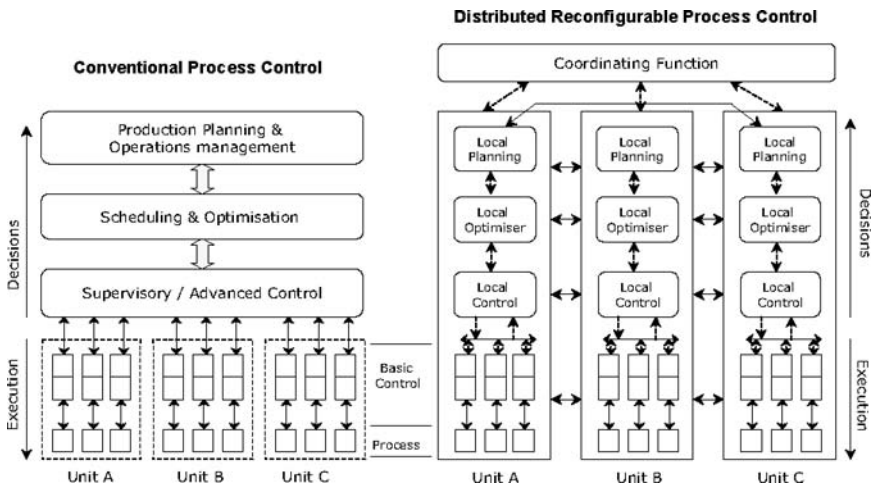 Distributed Reconfigurable Process Control
Conventional Process Control
Coordinating Function
Production Planning &
Operations management
Scheduling & Optimisation
Supervisory / Advanced Control
Decisions
Execution
Unit A
Unit B
Unit C
Basic
Control
Process
Local
Planning
Local
Optimiser
Local
Control
Unit A
Local
Planning
Local
Optimiser
Local
Control
Unit B
Local
Planning
Local
Optimiser
Local
Control
Unit C
Decisions
Execution